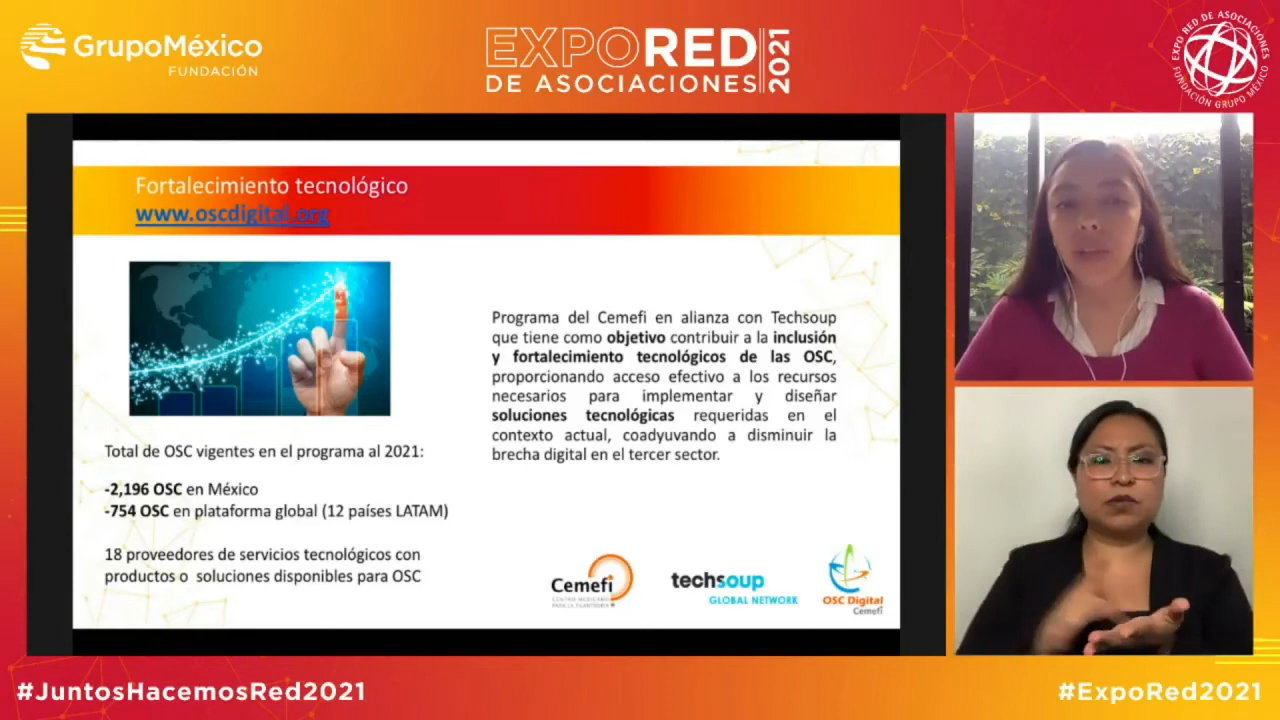 GrupoMéxico
FUNDACIÓN
EXPORED
DE ASOCIACIONES
2021
EXPO RED DE ASOCIACIONES
FUNDACIÓN GRUPO MÉXICO
Fortalecimiento tecnológico
www.oscdigital.org
Programa del Cemefi en alianza con Techsoup
que tiene como objetivo contribuir a la inclusión
y fortalecimiento tecnológicos de las OSC,
proporcionando acceso efectivo a los recursos
necesarios para implementar y diseñar
soluciones tecnológicas requeridas en el
contexto actual, coadyuvando a disminuir la
brecha digital en el tercer sector.
Total de OSC vigentes en el programa al 2021:
-2,196 OSC en México
-754 OSC en plataforma global (12 países LATAM)
18 proveedores de servicios tecnológicos con
productos o soluciones disponibles para OSC
Cemefi
CENTRO MEXICANO
PARA LA FILANTROPÍA
techsoup
GLOBAL NETWORK
OSC Digital
Cemefi
#JuntosHacemosRed2021
#ExpoRed2021